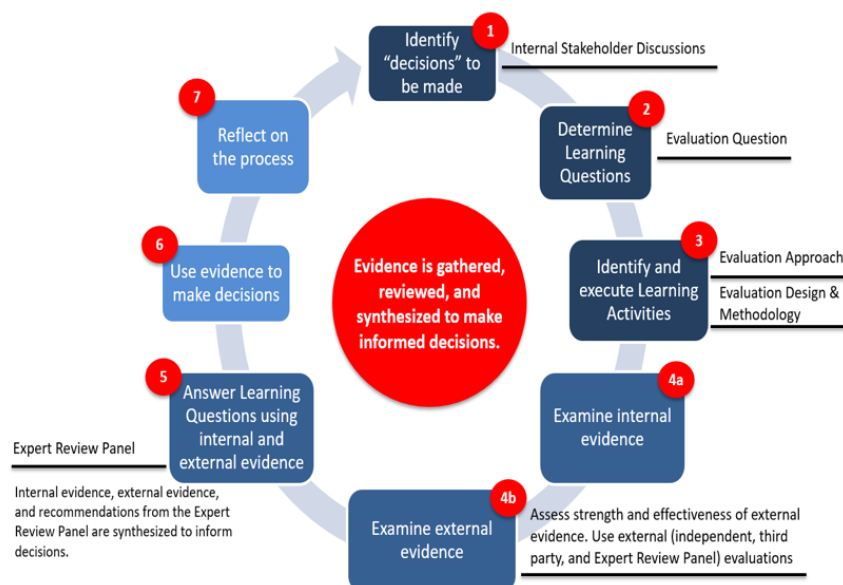 1
Identify
“decisions” to
be made
Internal Stakeholder Discussions
2
Determine
Learning
Questions
Evaluation Question
3
Identify and
execute Learning
Activities
Evaluation Approach
Evaluation Design &
Methodology
4a
Examine internal
evidence
4b
Examine external
evidence
Assess strength and effectiveness of external
evidence. Use external (independent, third
party, and Expert Review Panel) evaluations
5
Answer Learning
Questions using
internal and
external evidence
Expert Review Panel
Internal evidence, external evidence,
and recommendations from the Expert
Review Panel are synthesized to inform
decisions.
6
Use evidence to
make decisions
7
Reflect on
the process
Evidence is gathered,
reviewed, and
synthesized to make
informed decisions.